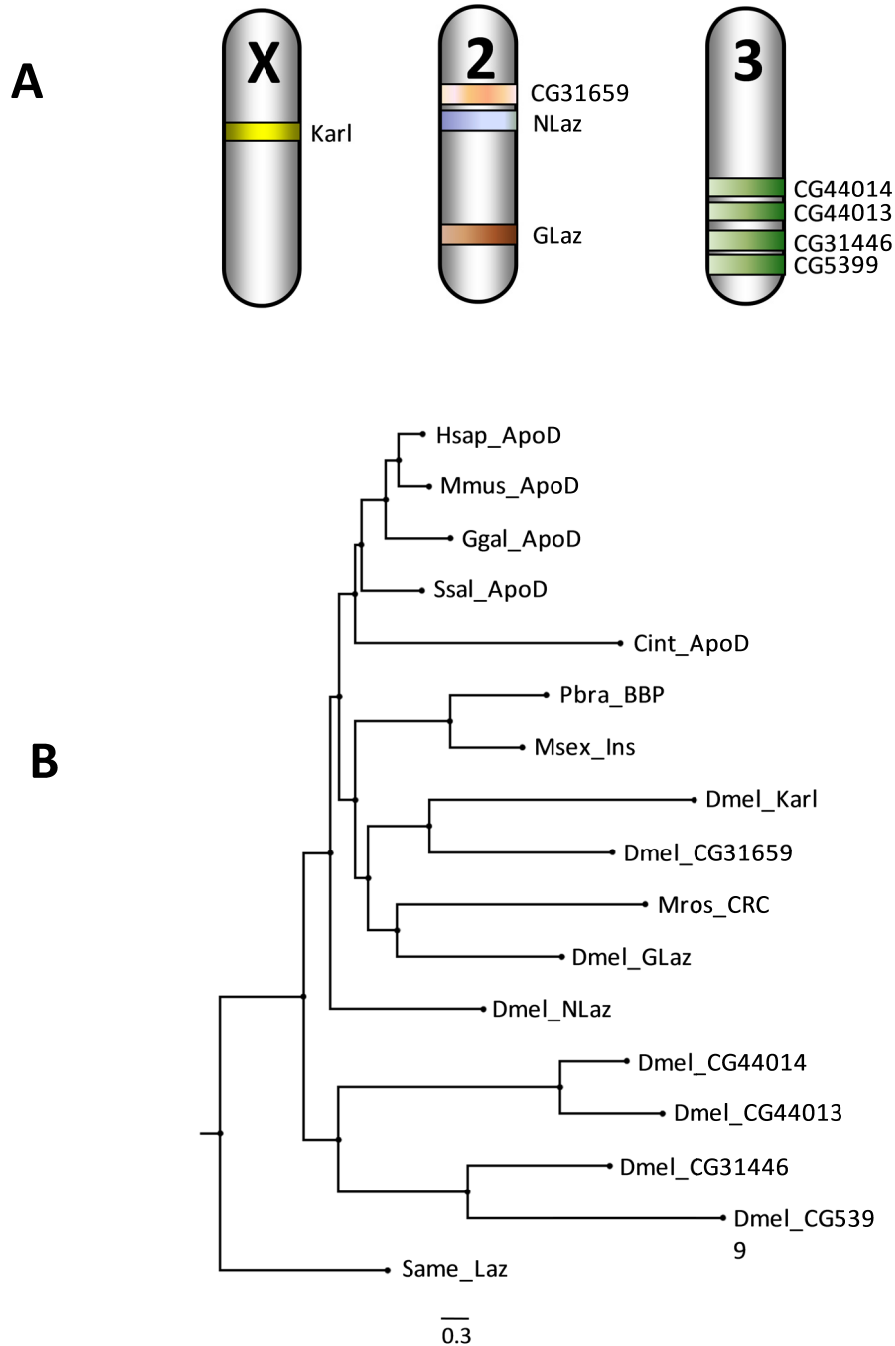 A
X
2
3
Karl
CG31659
NLaz
GLaz
CG44014
CG44013
CG31446
CG5399
B
Hsap_ApoD
Mmus_ApoD
Ggal_ApoD
Ssal_ApoD
Cint_ApoD
Pbra_BBP
Msex_Ins
Dmel_Karl
Dmel_CG31659
Mros_CRC
Dmel_GLaz
Dmel_NLaz
Dmel_CG44014
Dmel_CG44013
Dmel_CG31446
Dmel_CG539
9
Same_Laz
0.3